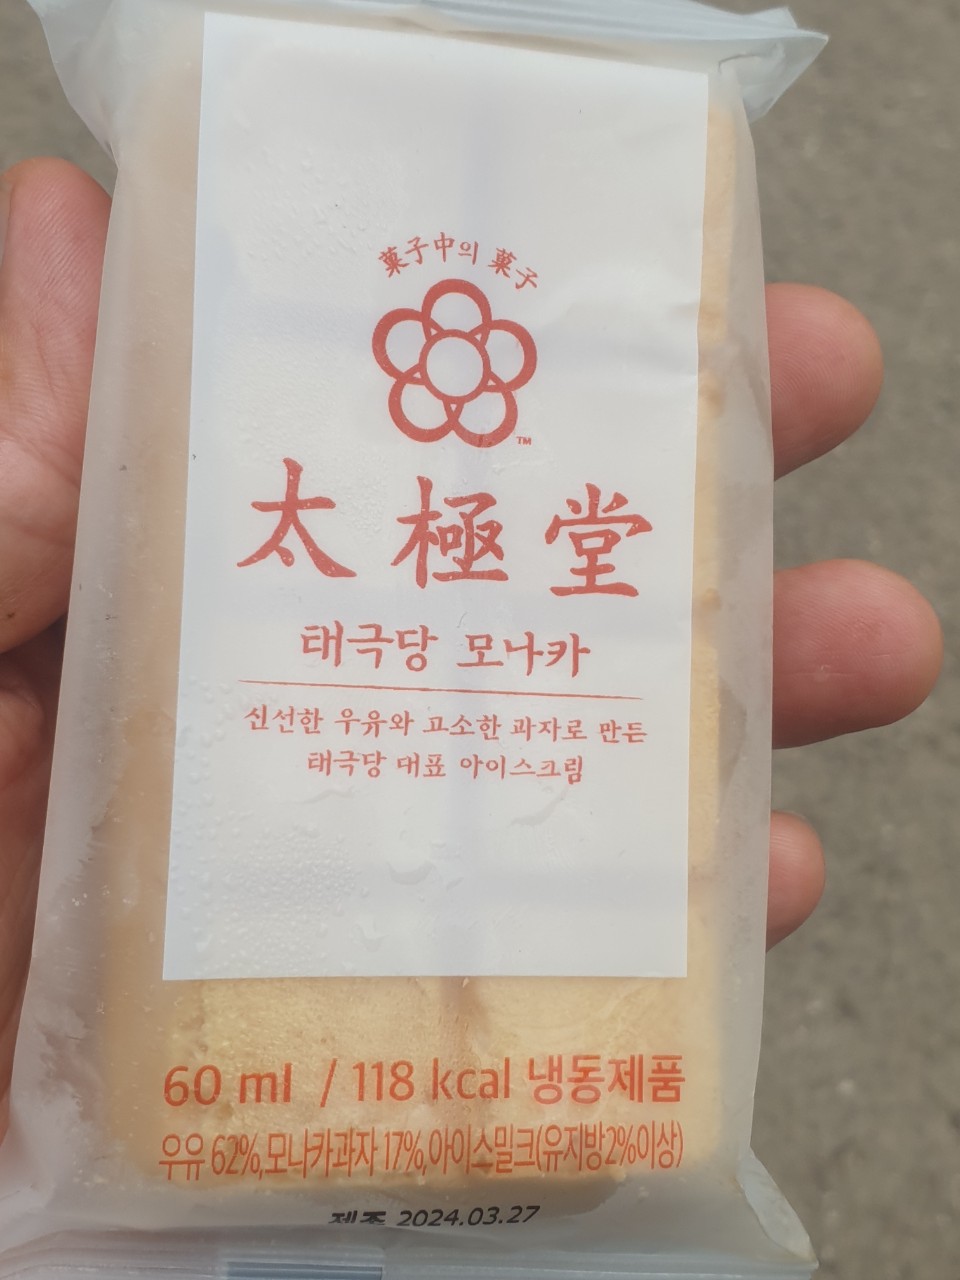 菓子中의 菓子
TM
太極堂
태극당 모나카
신선한 우유와 고소한 과자로 만든
태극당 대표 아이스크림
60 ml / 118 kcal 냉동제품
우유 62%,모나카과자 17%,아이스밀크(유지방2%이상)
제조 2024.03.27